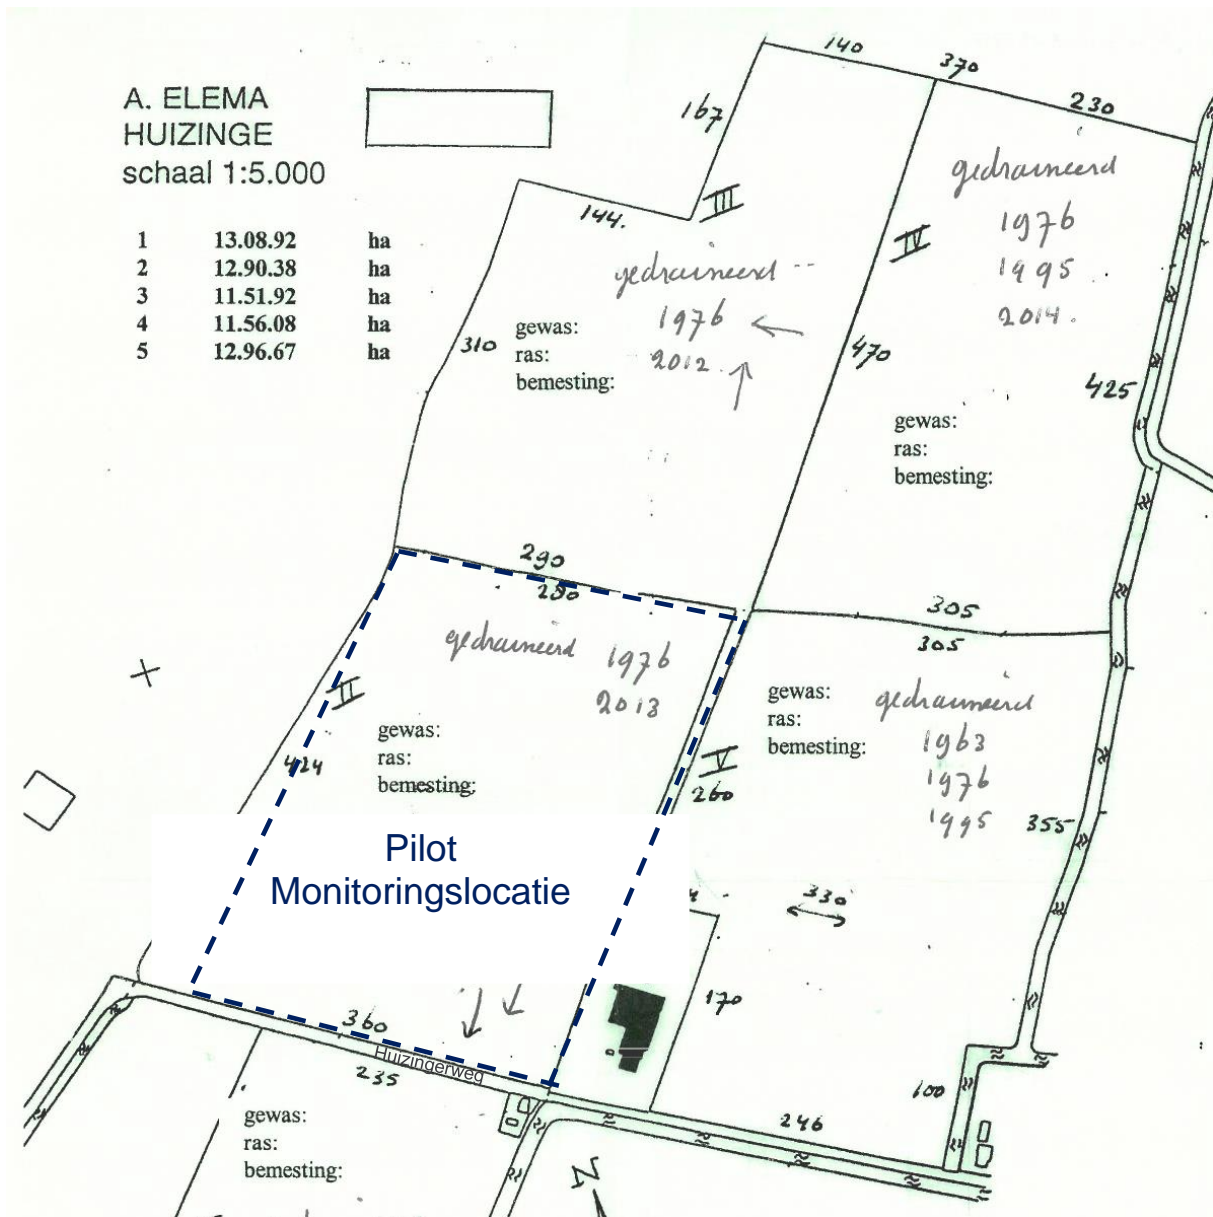 A. ELEMA
HUIZINGE
schaal 1:5.000
1 13.08.92 ha
2 12.90.38 ha
3 11.51.92 ha
4 11.56.08 ha
5 12.96.67 ha
140
370
230
167
144.
III
IV
gedraineerd
1976
1995
2014.
gedraineerd
1976
2012.
gewas:
ras:
bemesting:
310
470
425
gewas:
ras:
bemesting:
290
280
305
305
gedraineerd 1976
2013
II
gewas:
ras:
bemesting:
424
gewas:
ras:
bemesting:
gedraineerd
1963
1976
1995
V
260
355
Pilot
Monitoringslocatie
330
170
360
Huizingerweg
235
100
246
gewas:
ras:
bemesting:
N